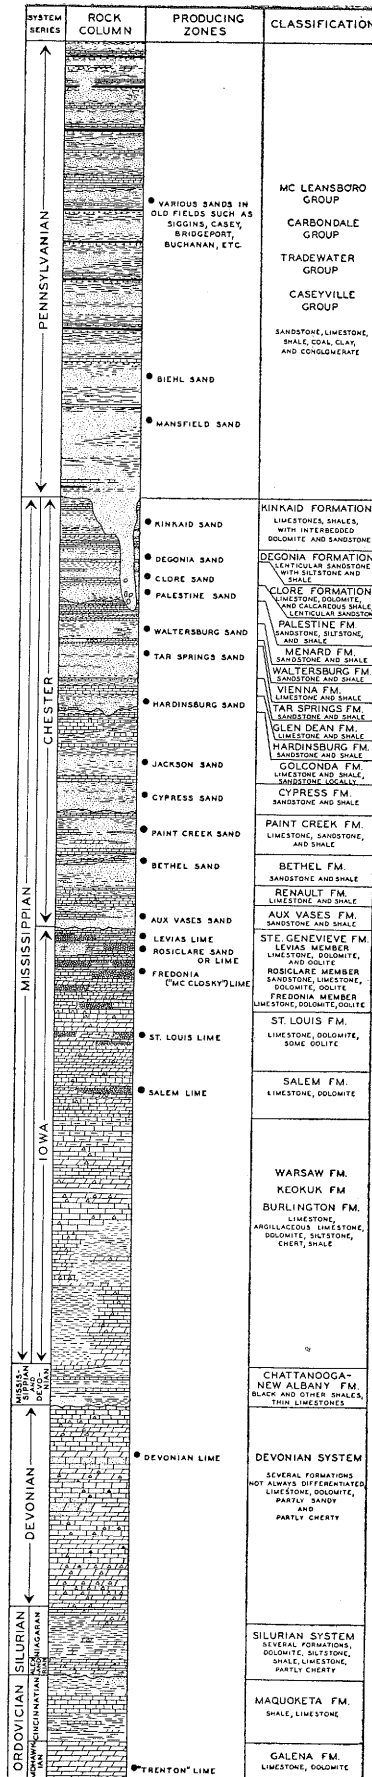 SYSTEM
SERIES
ROCK
COLUMN
PRODUCING
ZONES
CLASSIFICATION
PENNSYLVANIAN
VARIOUS SANDS IN
OLD FIELDS SUCH AS
SIGGINS, CASEY,
BRIDGEPORT,
BUCHANAN, ETC.
BIEHL SAND
MANSFIELD SAND
MC LEANSBORO
GROUP
CARBONDALE
GROUP
TRADEWATER
GROUP
CASEYVILLE
GROUP
SANDSTONE, LIMESTONE,
SHALE, COAL, CLAY,
AND CONGLOMERATE
MISSISSIPPIAN
CHESTER
KINKAID SAND
DEGONIA SAND
CLORE SAND
PALESTINE SAND
WALTERSBURG SAND
TAR SPRINGS SAND
HARDINSBURG SAND
JACKSON SAND
CYPRESS SAND
PAINT CREEK SAND
BETHEL SAND
AUX VASES SAND
KINKAID FORMATION
LIMESTONES, SHALES,
WITH INTERBEDDED
DOLOMITE AND SANDSTONE
DEGONIA FORMATION
LENTICULAR SANDSTONE
WITH SILTSTONE AND
SHALE
CLORE FORMATION
LIMESTONE, DOLOMITE,
AND CALCAREOUS SHALE,
LENTICULAR SANDSTON
PALESTINE FM.
SANDSTONE, SILTSTONE,
AND SHALE
MENARD FM.
SANDSTONE AND SHALE
WALTERSBURG FM.
SANDSTONE AND SHALE
VIENNA FM.
LIMESTONE AND SHALE
TAR SPRINGS FM.
SANDSTONE AND SHALE
GLEN DEAN FM.
LIMESTONE AND SHALE
HARDINSBURG FM.
SANDSTONE AND SHALE
GOLCONDA FM.
LIMESTONE AND SHALE,
SANDSTONE LOCALLY
CYPRESS FM.
SANDSTONE AND SHALE
PAINT CREEK FM.
LIMESTONE, SANDSTONE,
AND SHALE
BETHEL FM.
SANDSTONE AND SHALE
RENAULT FM.
LIMESTONE AND SHALE
AUX VASES FM.
SANDSTONE AND SHALE
IOWA
LEVIAS LIME
ROSICLARE SAND
OR LIME
FREDONIA
("MC CLOSKY") LIME
ST. LOUIS LIME
SALEM LIME
STE. GENEVIEVE FM.
LEVIAS MEMBER
LIMESTONE, DOLOMITE,
AND OOLITE
ROSICLARE MEMBER
SANDSTONE, LIMESTONE,
DOLOMITE, OOLITE
FREDONIA MEMBER
LIMESTONE, DOLOMITE, OOLITE
ST. LOUIS FM.
LIMESTONE, DOLOMITE,
SOME OOLITE
SALEM FM.
LIMESTONE, DOLOMITE
WARSAW FM.
KEOKUK FM
BURLINGTON FM.
LIMESTONE,
ARGILLACEOUS LIMESTONE,
DOLOMITE, SILTSTONE,
CHERT, SHALE
MISSIS-
SIPPIAN
AND
DEVO-
NIAN
CHATTANOOGA-
NEW ALBANY FM.
BLACK AND OTHER SHALES,
THIN LIMESTONES
DEVONIAN
DEVONIAN LIME
DEVONIAN SYSTEM
SEVERAL FORMATIONS
NOT ALWAYS DIFFERENTIATED
LIMESTONE, DOLOMITE,
PARTLY SANDY
AND
PARTLY CHERTY
SILURIAN
NIAGARAN
SILURIAN SYSTEM
SEVERAL FORMATIONS,
DOLOMITE, SILTSTONE,
SHALE, LIMESTONE,
PARTLY CHERTY
ORDOVICIAN
CINCINNATIAN
MAQUOKETA FM.
SHALE, LIMESTONE
MOHAWK-
IAN
"TRENTON" LIME
GALENA FM.
LIMESTONE, DOLOMITE